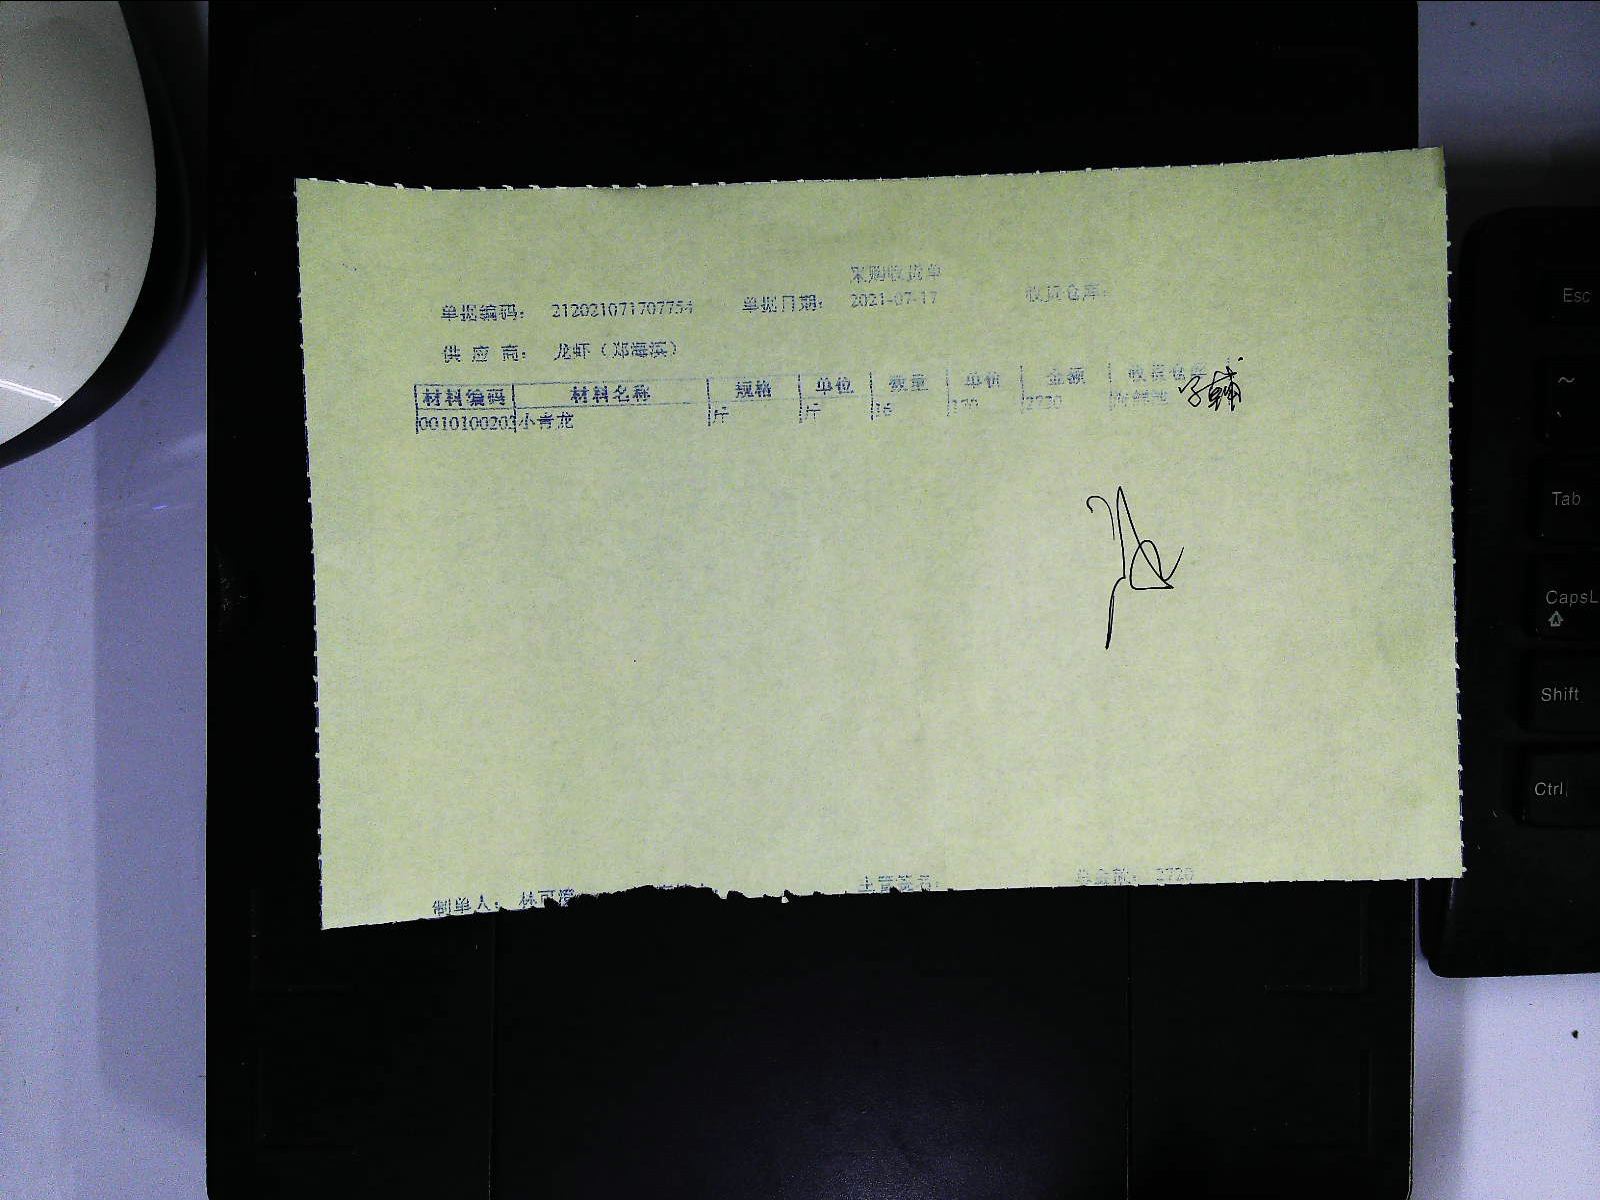 采购收货单
单据编码： 212021071707754 单据日期： 2021-07-17 收货仓库：
供 应 商： 龙虾（郑海滨）
材料编码 材料名称 规格 单位 数量 单价 金额 收货仓库
0010100203 小青龙 斤 斤 16 170 2720
制单人： 林可 主管签名： 总金额： 2720
Esc
~
`
Tab
CapsL
Shift
Ctrl